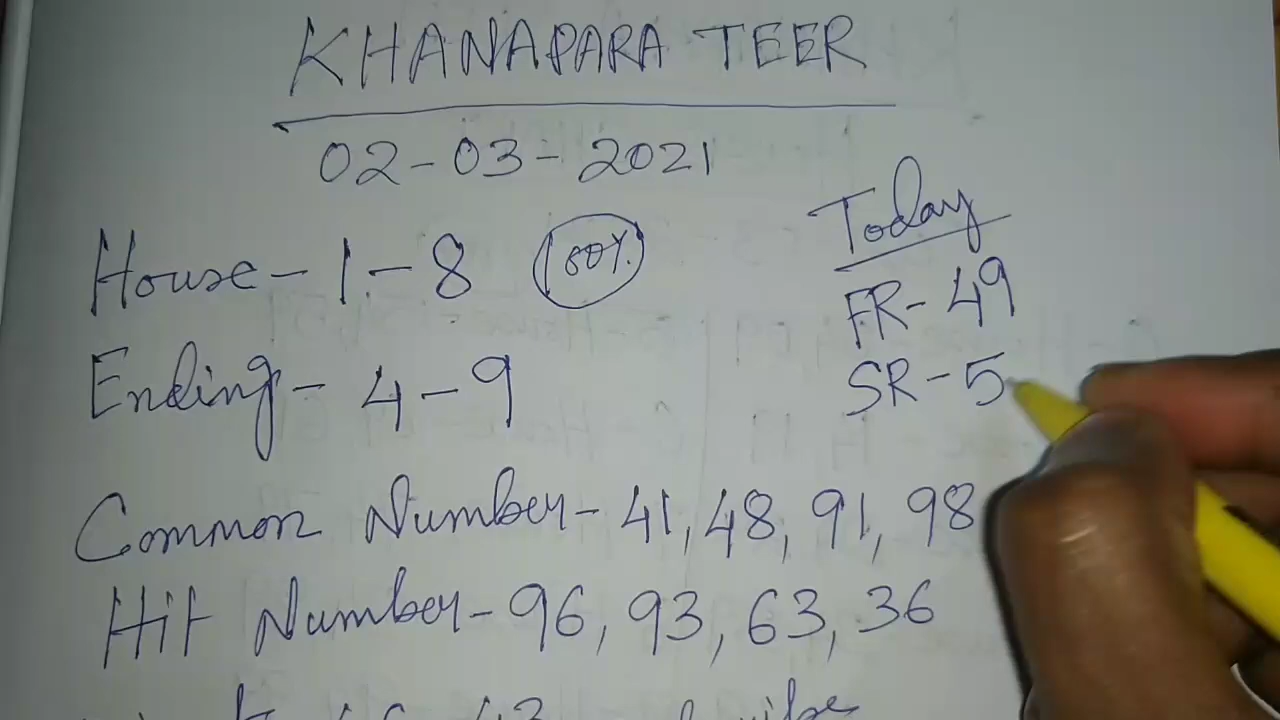 KHANAPARA TEER
02-03-2021
House-1-8
Today
FR-49
Ending-4-9
SR-5
Common Number-41,48,91,98
Hit Number-96,93,63,36